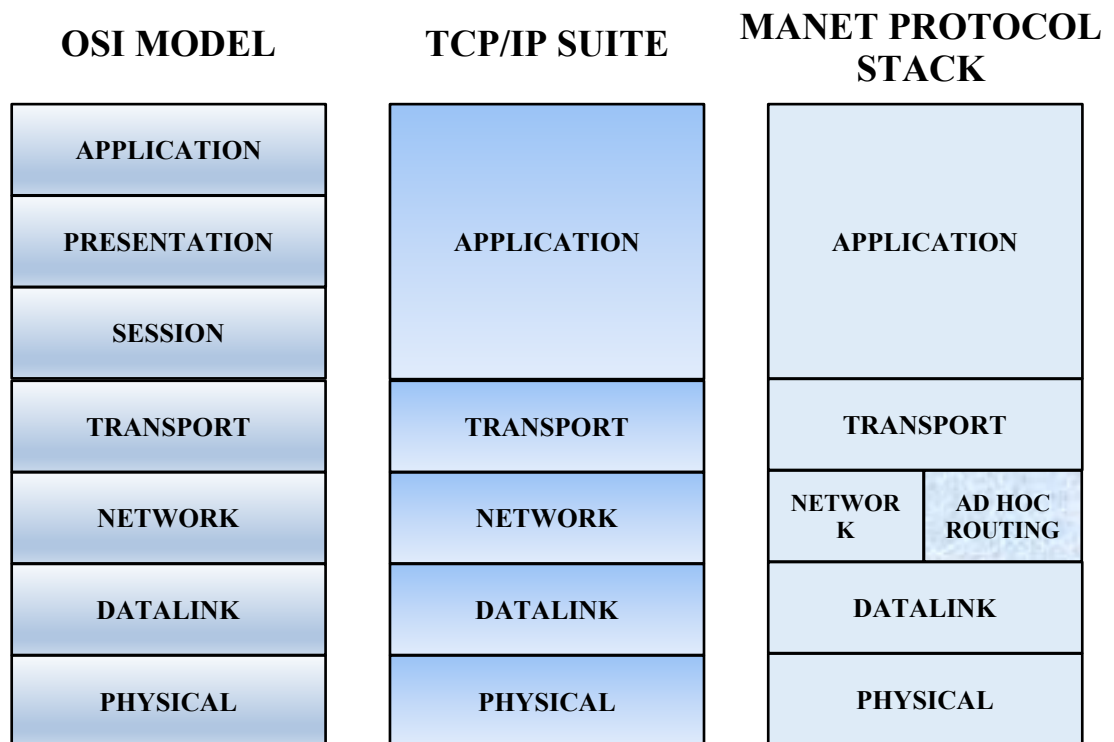 OSI MODEL
APPLICATION
PRESENTATION
SESSION
TRANSPORT
NETWORK
DATALINK
PHYSICAL
TCP/IP SUITE
APPLICATION
TRANSPORT
NETWORK
DATALINK
PHYSICAL
MANET PROTOCOL
STACK
APPLICATION
TRANSPORT
NETWOR
K
AD HOC
ROUTING
DATALINK
PHYSICAL